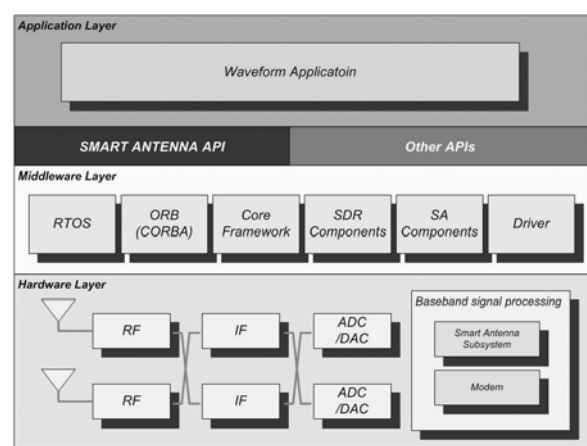 Application Layer
Waveform Applicatoin
SMART ANTENNA API
Other APIs
Middleware Layer
RTOS
ORB
(CORBA)
Core
Framework
SDR
Components
SA
Components
Driver
Hardware Layer
RF
IF
ADC
/DAC
Baseband signal processing
Smart Antenna
Subsystem
Modem
RF
IF
ADC
/DAC